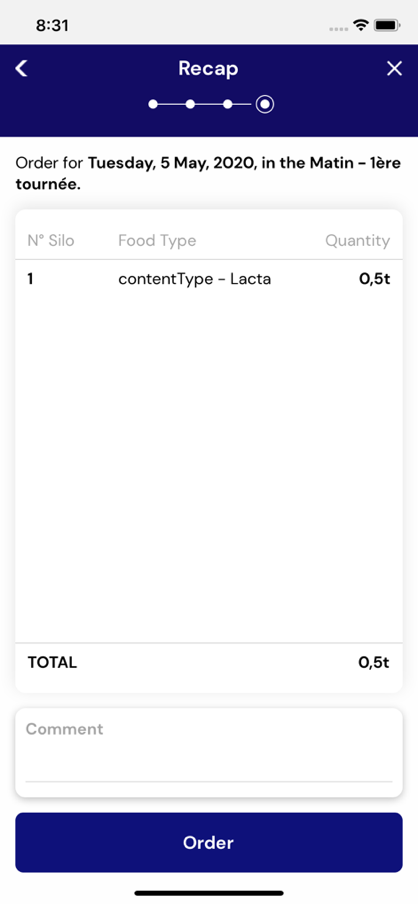 8:31
Recap
Order for Tuesday, 5 May, 2020, in the Matin - 1ère
tournée.
N° Silo Food Type Quantity
1 contentType - Lacta 0,5t
TOTAL 0,5t
Comment
Order